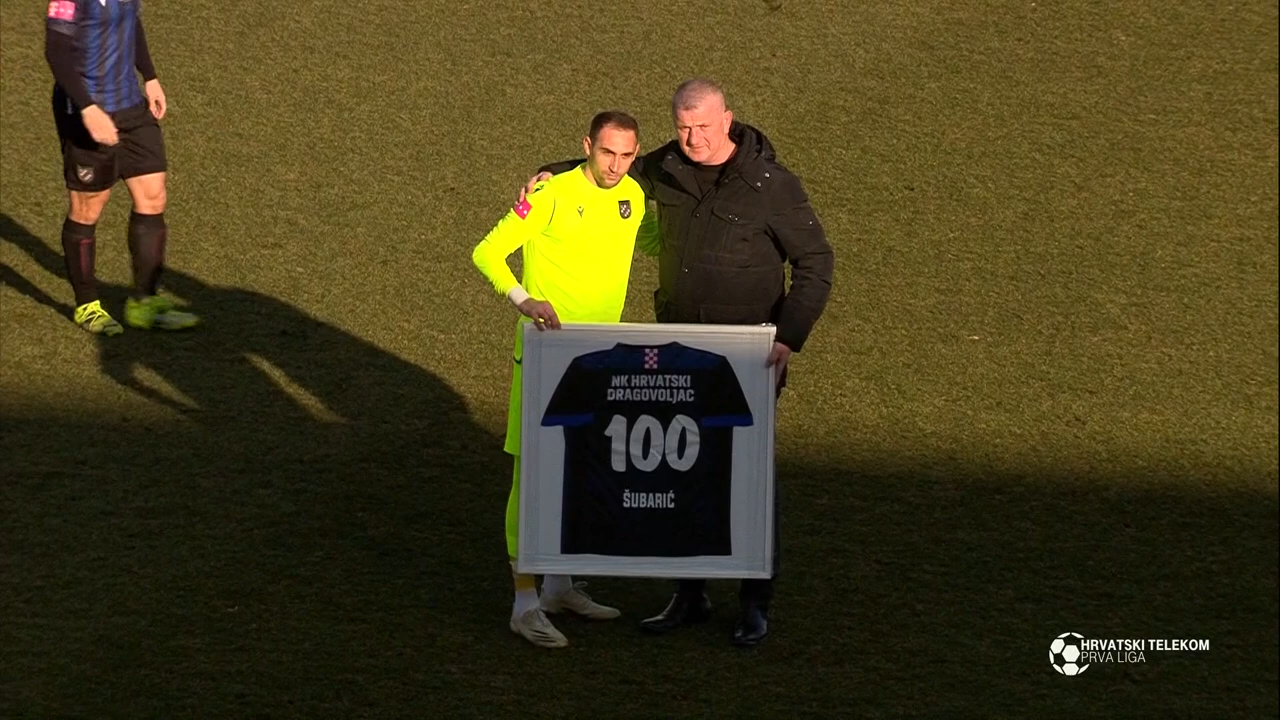 NK HRVATSKI
DRAGOVOLJAC
100
ŠUBARIĆ
HRVATSKI TELEKOM
PRVA LIGA